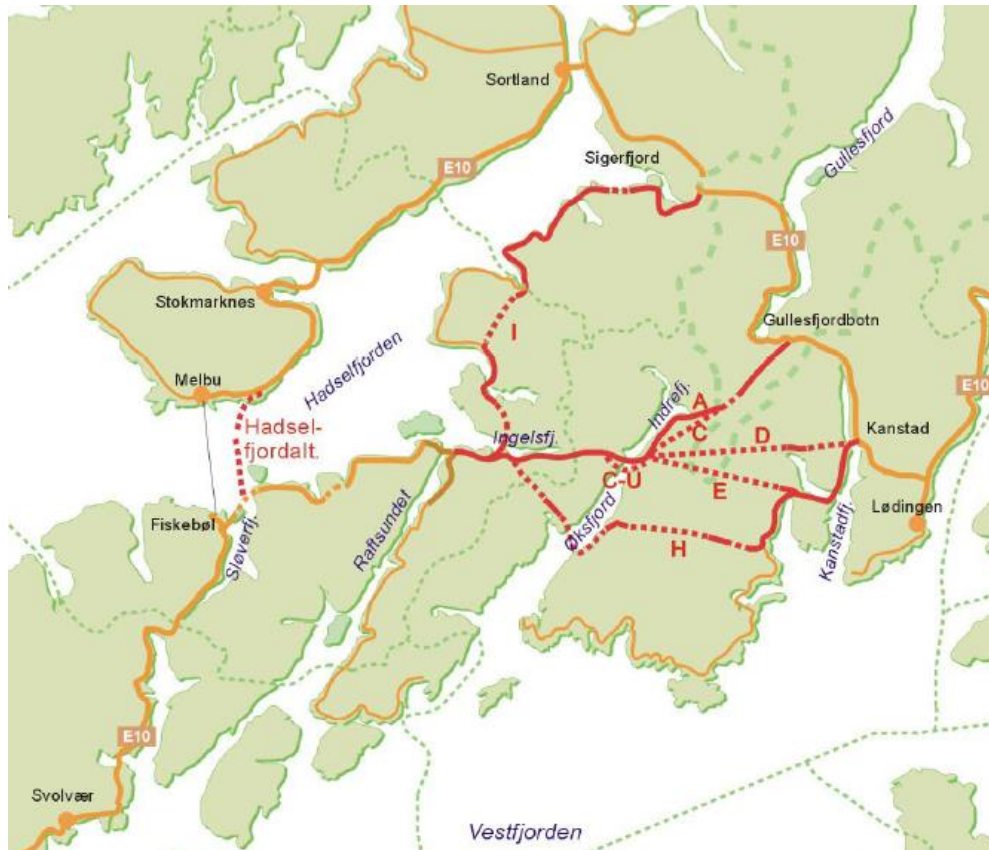 Sortland
Sigerfjord
Gullesfjord
E10
E10
Stokmarknes
Gullesfjordbotn
I
Hadselfjorden
Melbu
Indrefj.
E10
A
Hadsel-
fjordalt.
Ingelsfj.
C
D
Kanstad
C-U
E
Fiskebøl
Sløverfj.
Raftsundet
Øksfjord
H
Kanstadfj.
Lødingen
E10
Svolvær
Vestfjorden